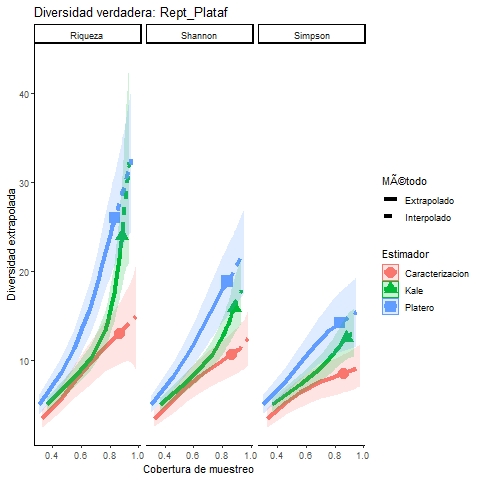 Diversidad verdadera: Rept_Plataf
Riqueza Shannon Simpson
Diversidad extrapolada
40
30
20
10
0.4 0.6 0.8 1.0 0.4 0.6 0.8 1.0 0.4 0.6 0.8 1.0
Cobertura de muestreo
MÃ©todo
Extrapolado
Interpolado
Estimador
Caracterizacion
Kale
Platero